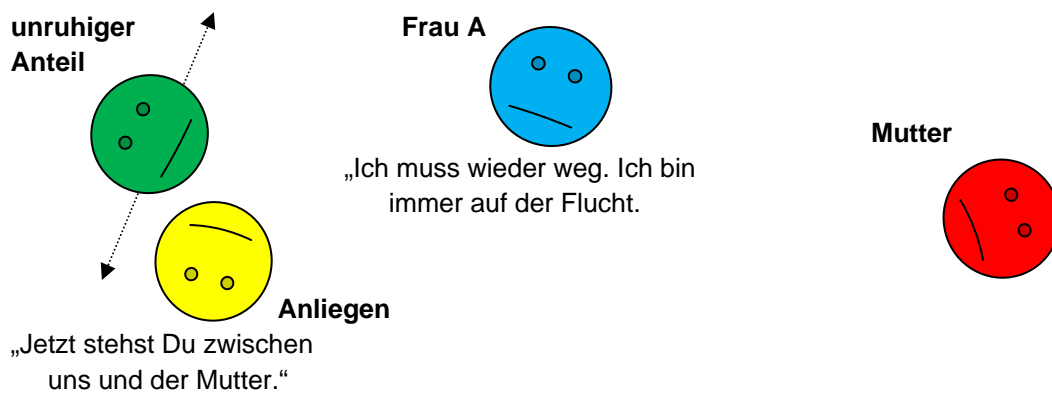 unruhiger
Anteil
Frau A
Mutter
„Ich muss wieder weg. Ich bin
immer auf der Flucht.
Anliegen
„Jetzt stehst Du zwischen
uns und der Mutter.“